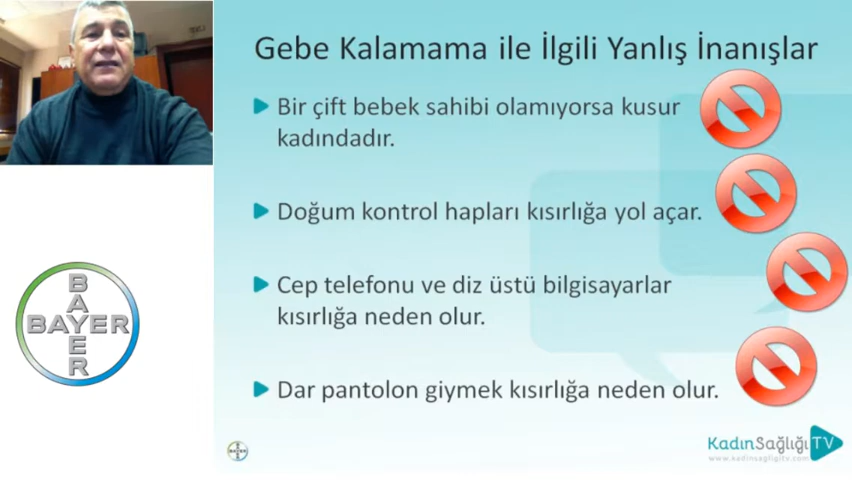 Gebe Kalamama ile İlgili Yanlış İnanışlar
Bir çift bebek sahibi olamıyorsa kusur
kadındadır.
Doğum kontrol hapları kısırlığa yol açar.
Cep telefonu ve diz üstü bilgisayarlar
kısırlığa neden olur.
Dar pantolon giymek kısırlığa neden olur.
BAYER
BAYER
KadınSağlığıTV
www.kadinsagligitv.com